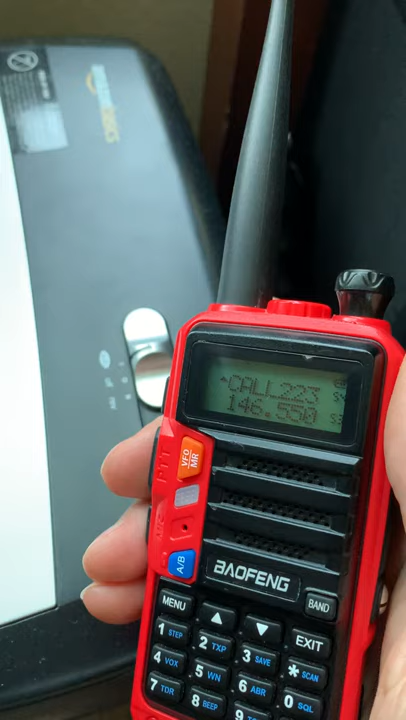 CALL223
146.550
VFO
MR
A/B
BAOFENG
MENU
BAND
1 STEP
2 TXP
3 SAVE
EXIT
4 VOX
5 WN
6 ABR
* SCAN
7 TDR
8 BEEP
9
0 SQL